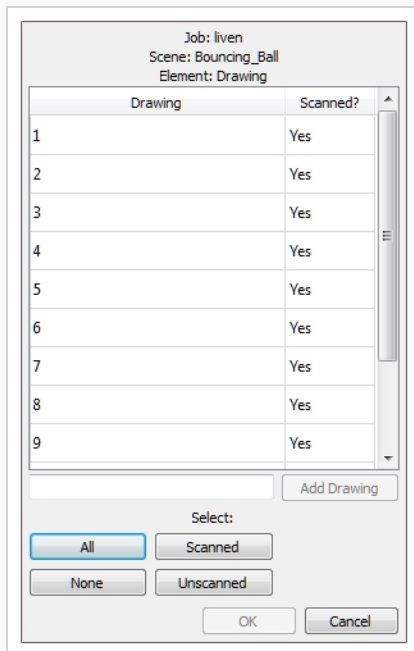 Job: liven
Scene: Bouncing_Ball
Element: Drawing
Drawing Scanned?
1 Yes
2 Yes
3 Yes
4 Yes
5 Yes
6 Yes
7 Yes
8 Yes
9 Yes
Add Drawing
Select:
All Scanned
None Unscanned
OK Cancel